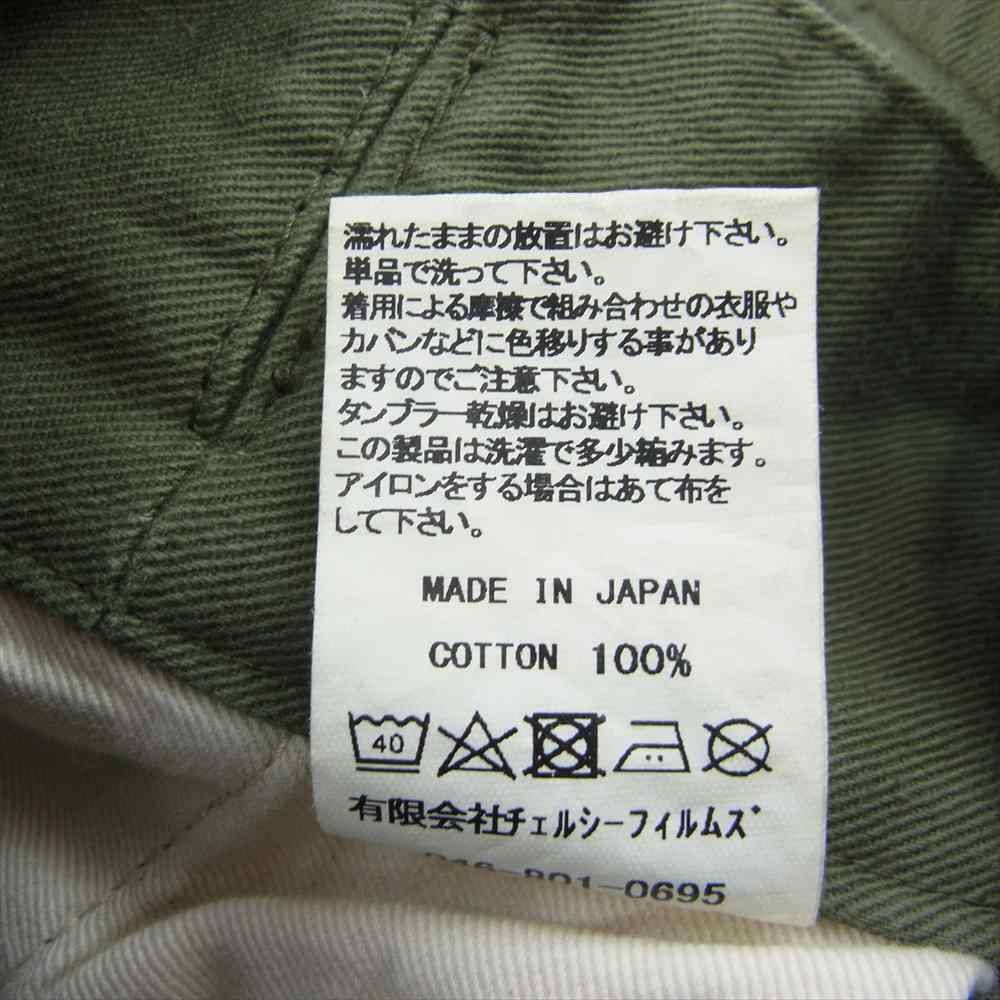 濡れたままの放置はお避け下さい。
単品で洗って下さい。
着用による摩擦で組み合わせの衣服や
カバンなどに色移りする事があり
ますのでご注意下さい。
タンブラー乾燥はお避け下さい。
この製品は洗濯で多少縮みます。
アイロンをする場合はあて布を
して下さい。
MADE IN JAPAN
COTTON 100%
40
有限会社チェルシーフィルムズ
-0695